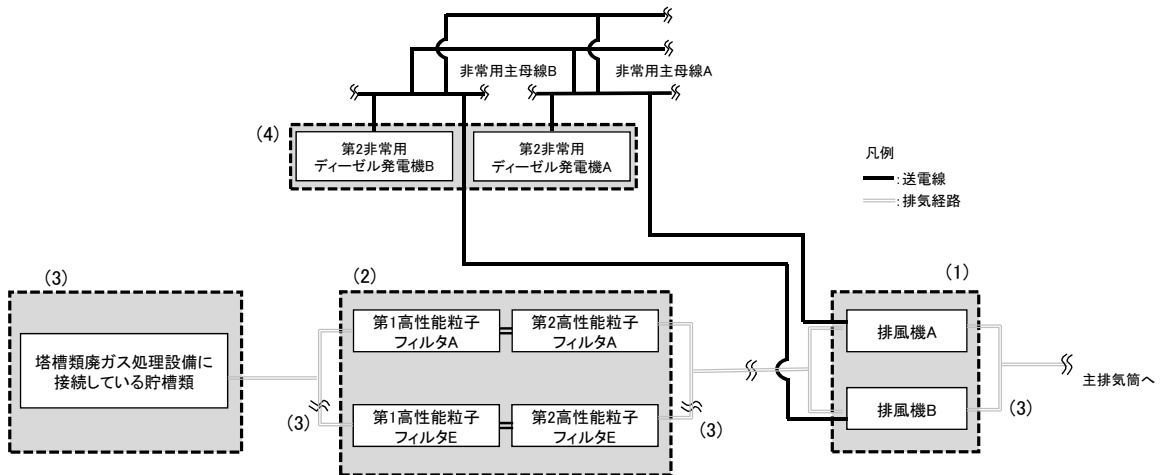 非常用主母線B
非常用主母線A
(4)
第2非常用
ディーゼル発電機B
第2非常用
ディーゼル発電機A
凡例
:送電線
:排気経路
(3)
(2)
(1)
塔槽類廃ガス処理設備に
接続している貯槽類
第1高性能粒子
フィルタA
第2高性能粒子
フィルタA
排風機A
主排気筒へ
(3)
第1高性能粒子
フィルタE
第2高性能粒子
フィルタE
(3)
排風機B
(3)